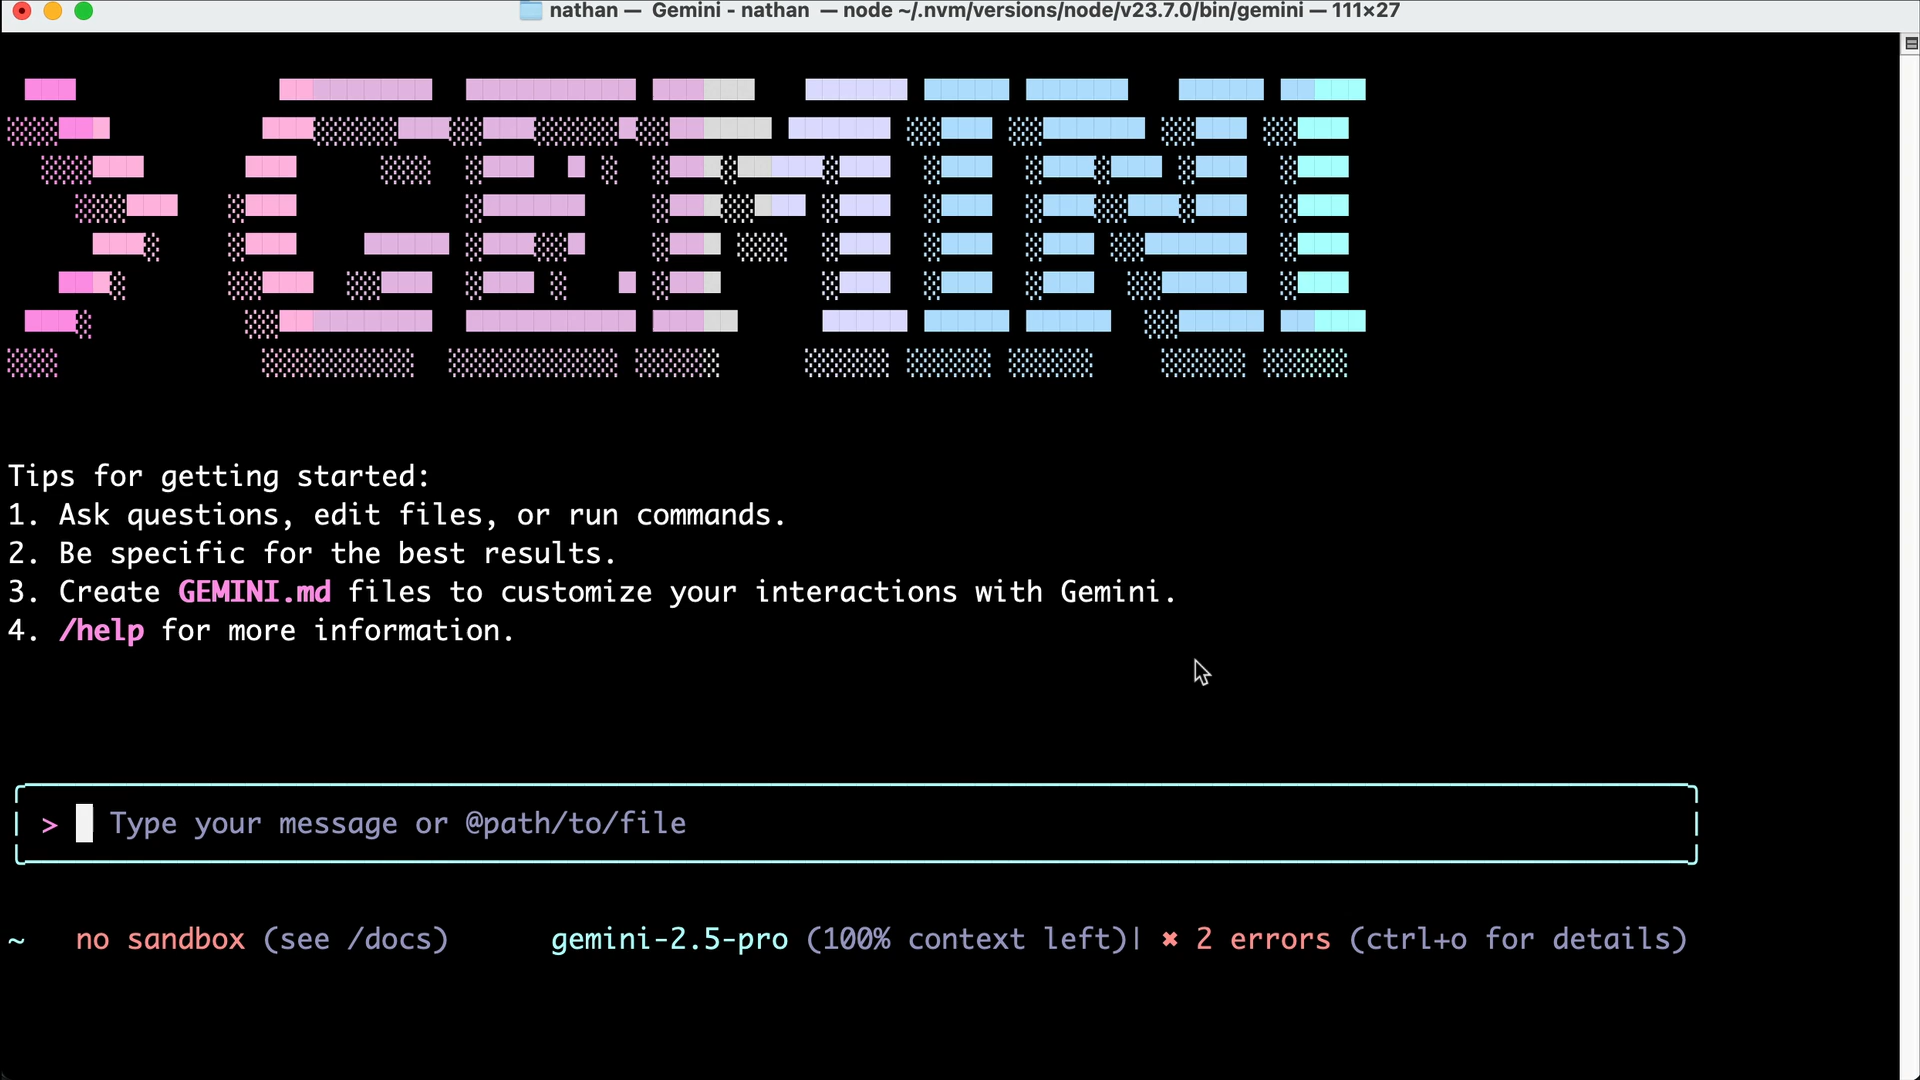 nathan — Gemini - nathan — node ~/.nvm/versions/node/v23.7.0/bin/gemini — 111×27
> GEMINI
Tips for getting started:
1. Ask questions, edit files, or run commands.
2. Be specific for the best results.
3. Create GEMINI.md files to customize your interactions with Gemini.
4. /help for more information.
> Type your message or @path/to/file
~ no sandbox (see /docs) gemini-2.5-pro (100% context left)| ✖ 2 errors (ctrl+o for details)